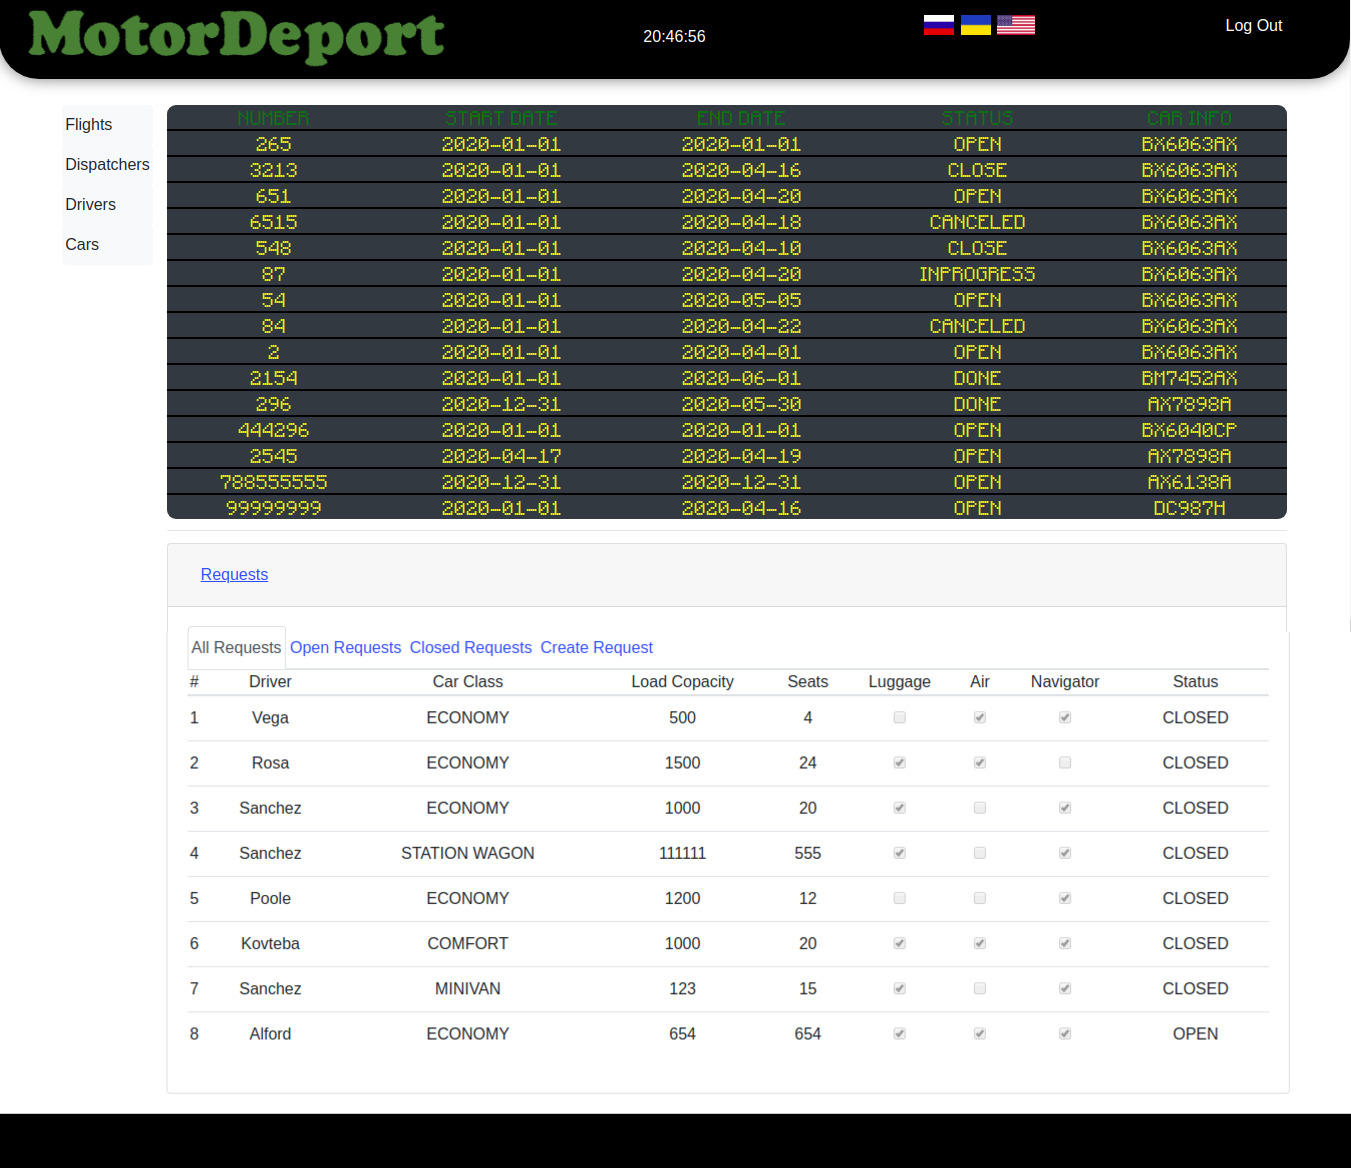 MotorDeport
20:46:56
Log Out
Flights
Dispatchers
Drivers
Cars
NUMBER START DATE END DATE STATUS CAR INFO
265 2020-01-01 2020-01-01 OPEN BX6063AX
3213 2020-01-01 2020-04-16 CLOSE BX6063AX
651 2020-01-01 2020-04-20 OPEN BX6063AX
6515 2020-01-01 2020-04-18 CANCELED BX6063AX
548 2020-01-01 2020-04-10 CLOSE BX6063AX
87 2020-01-01 2020-04-20 INPROGRESS BX6063AX
54 2020-01-01 2020-05-05 OPEN BX6063AX
84 2020-01-01 2020-04-22 CANCELED BX6063AX
2 2020-01-01 2020-04-01 OPEN BX6063AX
2154 2020-01-01 2020-06-01 DONE BM7452AX
296 2020-12-31 2020-05-30 DONE AX7898A
444296 2020-01-01 2020-01-01 OPEN BX6040CP
2545 2020-04-17 2020-04-19 OPEN AX7898A
788555555 2020-12-31 2020-12-31 OPEN AX6138A
99999999 2020-01-01 2020-04-16 OPEN DC987H
Requests
All Requests Open Requests Closed Requests Create Request
# Driver Car Class Load Copacity Seats Luggage Air Navigator Status
1 Vega ECONOMY 500 4 CLOSED
2 Rosa ECONOMY 1500 24 CLOSED
3 Sanchez ECONOMY 1000 20 CLOSED
4 Sanchez STATION WAGON 111111 555 CLOSED
5 Poole ECONOMY 1200 12 CLOSED
6 Kovteba COMFORT 1000 20 CLOSED
7 Sanchez MINIVAN 123 15 CLOSED
8 Alford ECONOMY 654 654 OPEN